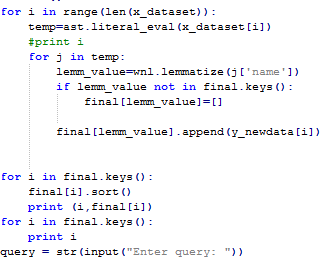 for i in range(len(x_dataset)):
    temp=ast.literal_eval(x_dataset[i])
    #print i
    for j in temp:
        lemm_value=wnl.lemmatize(j['name'])
        if lemm_value not in final.keys():
            final[lemm_value]=[]
        final[lemm_value].append(y_newdata[i])
for i in final.keys():
    final[i].sort()
    print (i,final[i])
for i in final.keys():
    print i
query = str(input("Enter query: "))